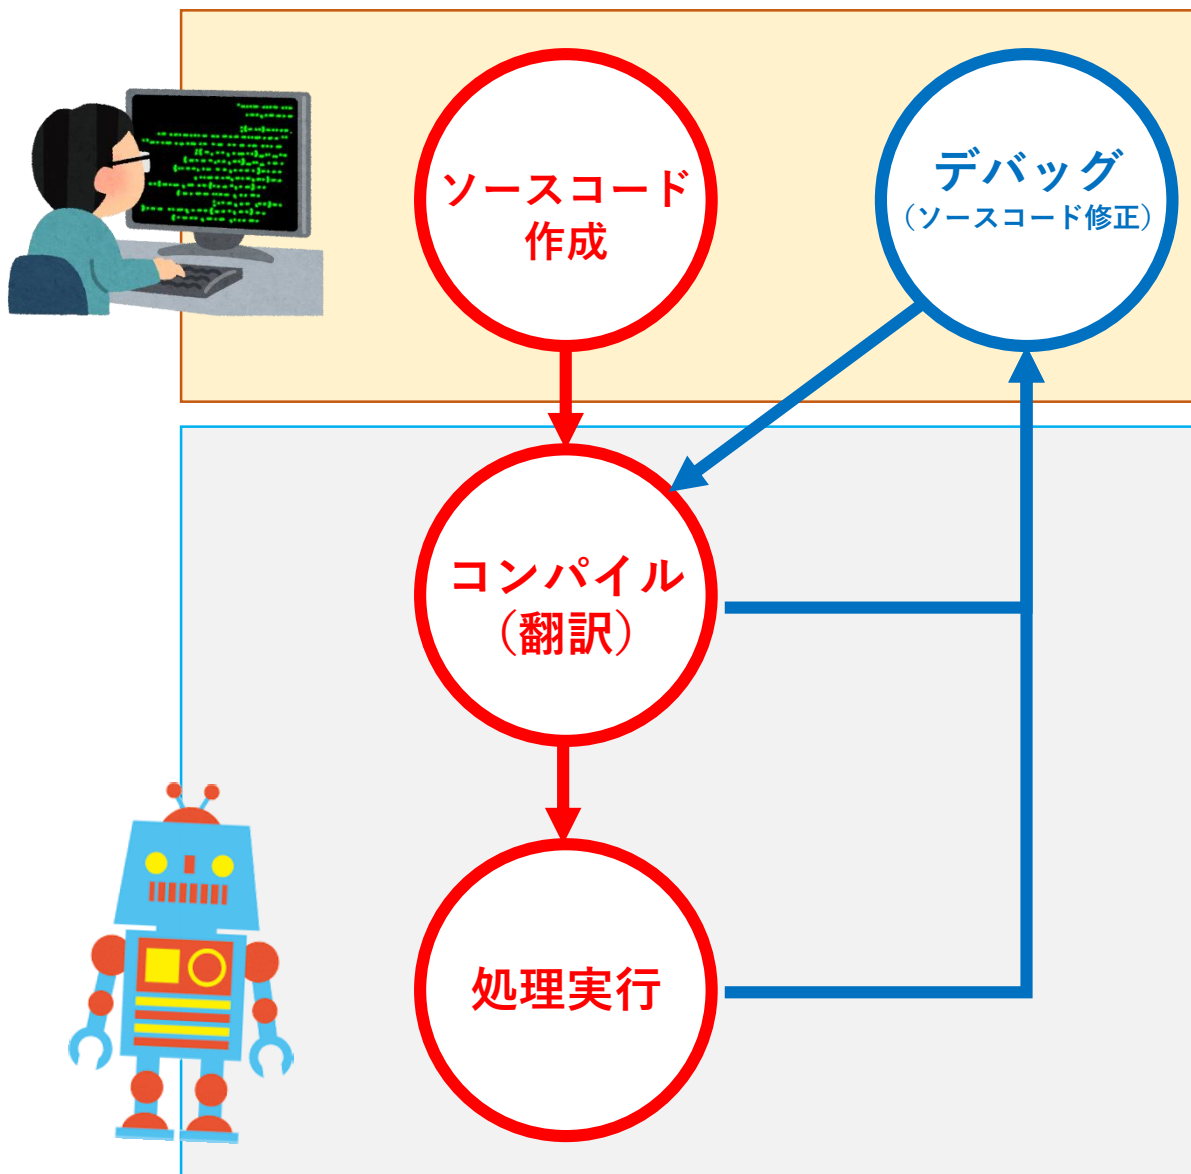 ソースコード
作成
デバッグ
（ソースコード修正）
コンパイル
（翻訳）
処理実行